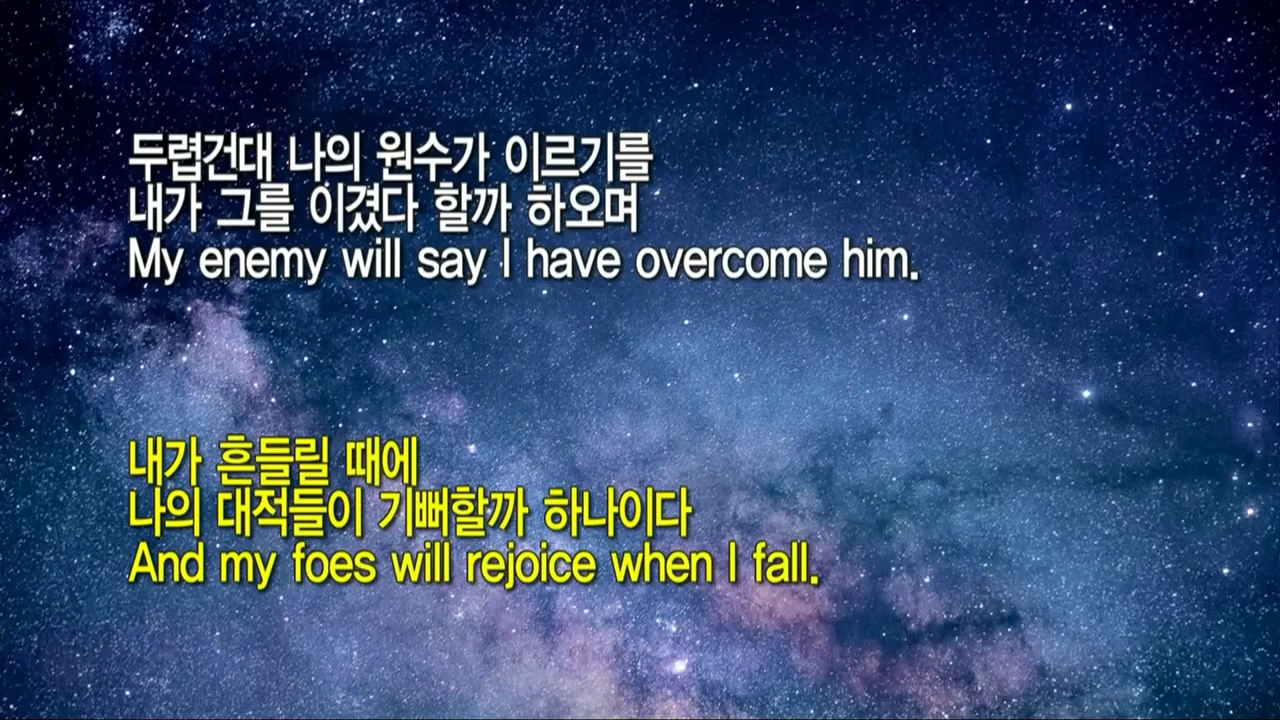 두렵건대 나의 원수가 이르기를
내가 그를 이겼다 할까 하오며
My enemy will say I have overcome him.
내가 흔들릴 때에
나의 대적들이 기뻐할까 하나이다
And my foes will rejoice when I fall.